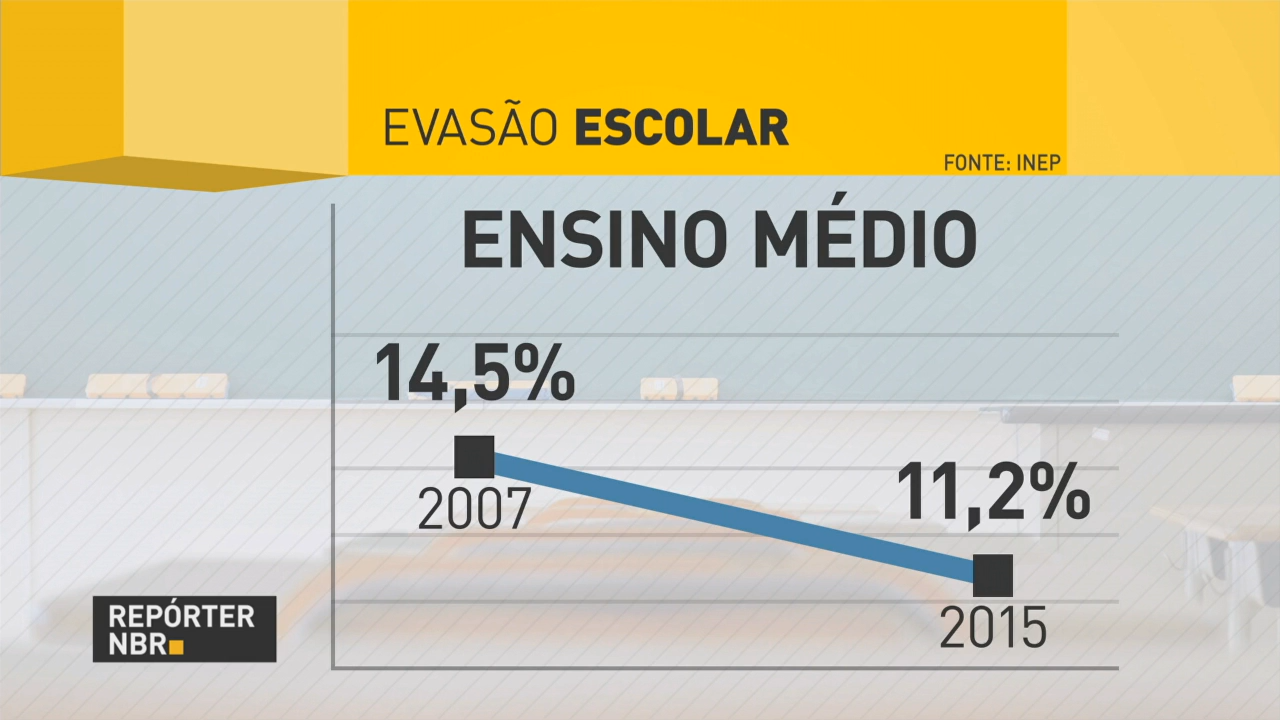 EVASÃO ESCOLAR
FONTE: INEP
ENSINO MÉDIO
14,5%
2007
11,2%
2015
REPÓRTER
NBR